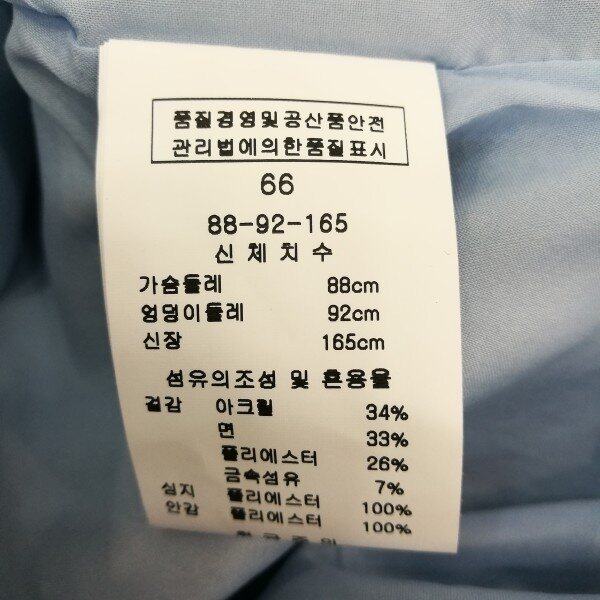 품질경영및공산품안전
관리법에의한품질표시
66
88-92-165
신체치수
가슴둘레 88cm
엉덩이둘레 92cm
신장 165cm
섬유의조성 및 혼용율
겉감 아크릴 34%
면 33%
폴리에스터 26%
금속섬유 7%
심지 폴리에스터 100%
안감 폴리에스터 100%